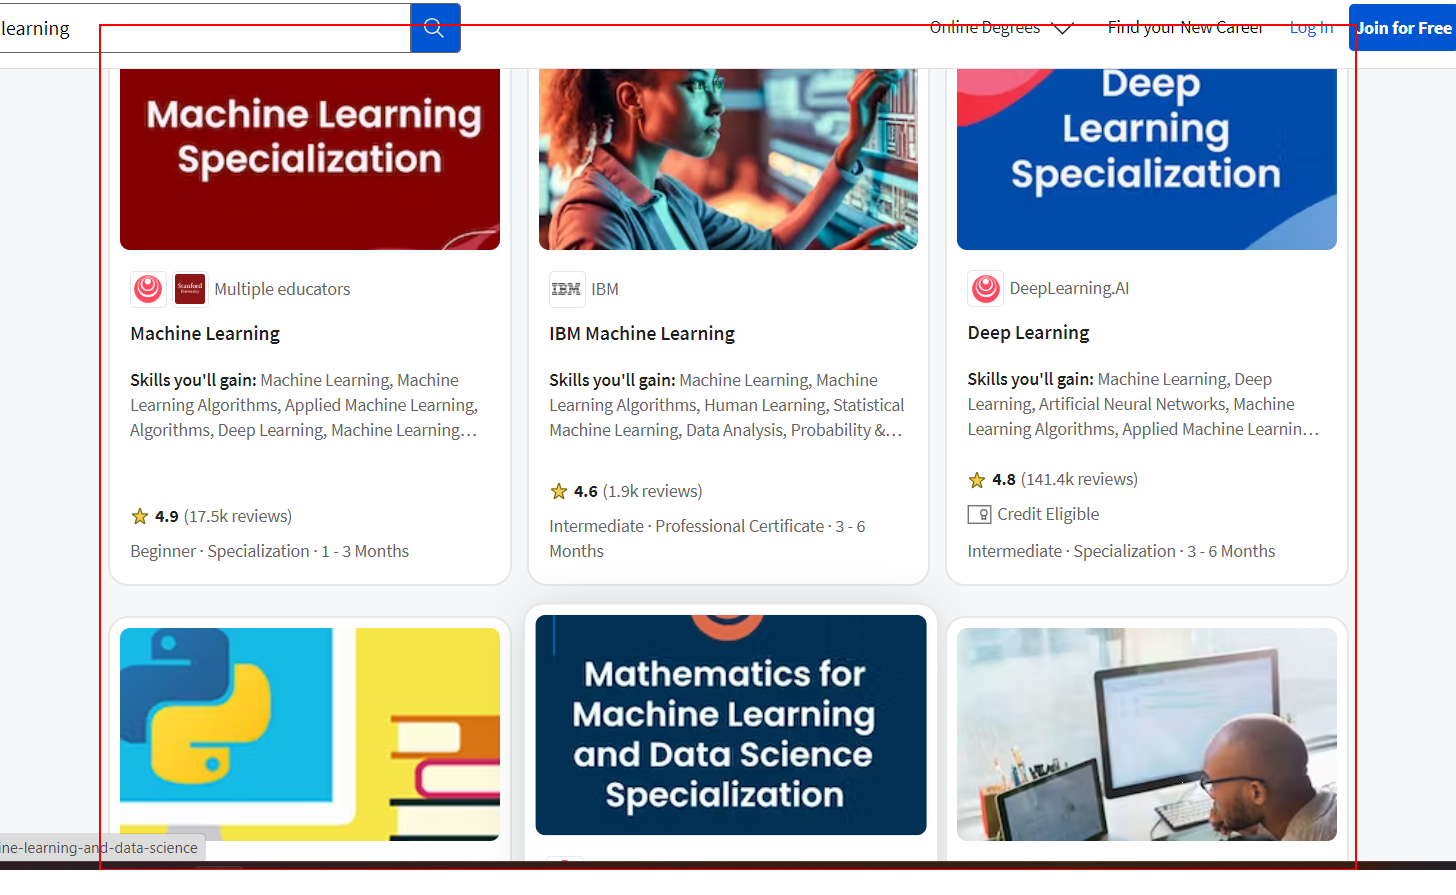 learning
Online Degrees
Find your New Career
Log In
Join for Free
Machine Learning
Specialization
Deep
Learning
Specialization
Stanford
University
Multiple educators
IBM
IBM
DeepLearning.AI
Machine Learning
IBM Machine Learning
Deep Learning
Skills you'll gain: Machine Learning, Machine
Learning Algorithms, Applied Machine Learning,
Algorithms, Deep Learning, Machine Learning…
Skills you'll gain: Machine Learning, Machine
Learning Algorithms, Human Learning, Statistical
Machine Learning, Data Analysis, Probability &…
Skills you'll gain: Machine Learning, Deep
Learning, Artificial Neural Networks, Machine
Learning Algorithms, Applied Machine Learnin…
4.9 (17.5k reviews)
Beginner · Specialization · 1 - 3 Months
4.6 (1.9k reviews)
Intermediate · Professional Certificate · 3 - 6
Months
4.8 (141.4k reviews)
Credit Eligible
Intermediate · Specialization · 3 - 6 Months
Mathematics for
Machine Learning
and Data Science
Specialization
ine-learning-and-data-science